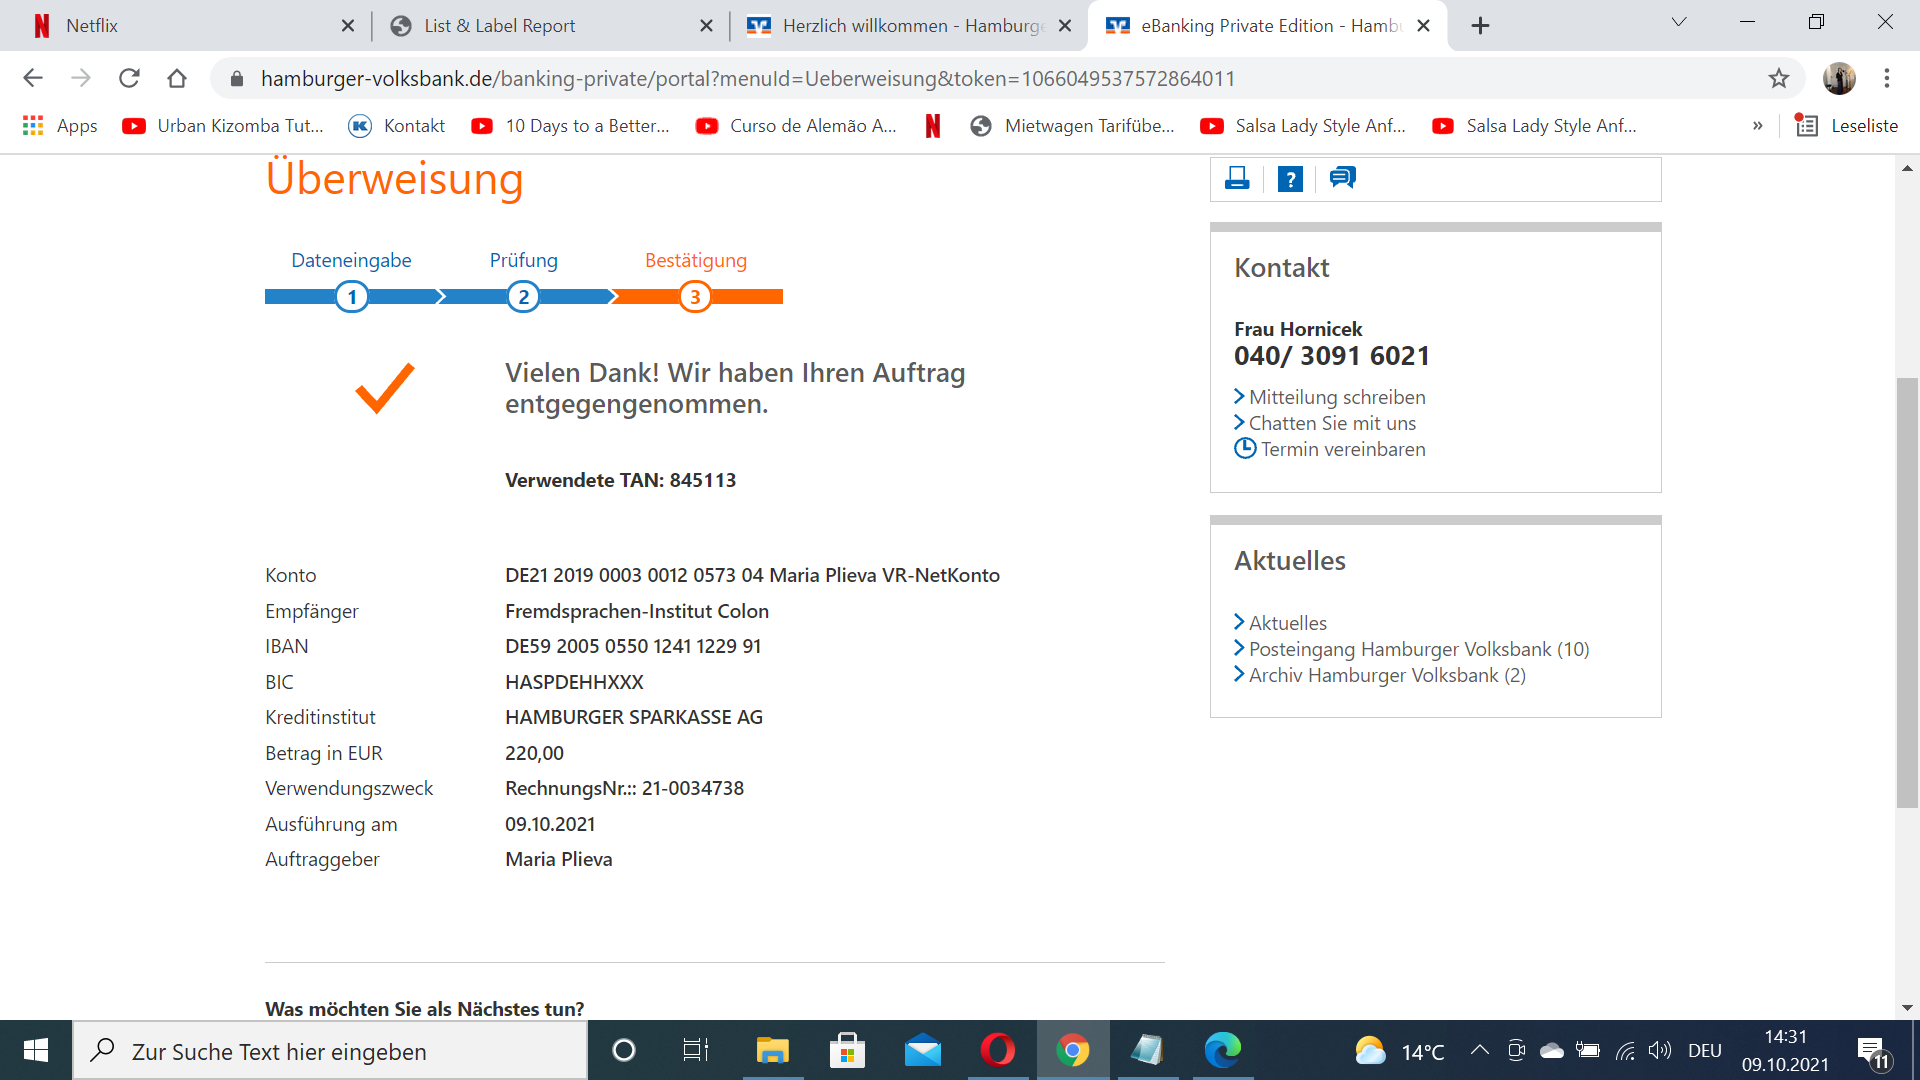 Netflix
List & Label Report
Herzlich willkommen - Hamburge
eBanking Private Edition - Hamb
hamburger-volksbank.de/banking-private/portal?menuId=Ueberweisung&token=1066049537572864011
Apps
Urban Kizomba Tut...
Kontakt
10 Days to a Better...
Curso de Alemão A...
Mietwagen Tarifübe...
Salsa Lady Style Anf...
Salsa Lady Style Anf...
»
Leseliste
Überweisung
Dateneingabe
Prüfung
Bestätigung
1
2
3
Vielen Dank! Wir haben Ihren Auftrag
entgegengenommen.
Verwendete TAN: 845113
Konto DE21 2019 0003 0012 0573 04 Maria Plieva VR-NetKonto
Empfänger Fremdsprachen-Institut Colon
IBAN DE59 2005 0550 1241 1229 91
BIC HASPDEHHXXX
Kreditinstitut HAMBURGER SPARKASSE AG
Betrag in EUR 220,00
Verwendungszweck RechnungsNr.:: 21-0034738
Ausführung am 09.10.2021
Auftraggeber Maria Plieva
Was möchten Sie als Nächstes tun?
?
Kontakt
Frau Hornicek
040/ 3091 6021
Mitteilung schreiben
Chatten Sie mit uns
Termin vereinbaren
Aktuelles
Aktuelles
Posteingang Hamburger Volksbank (10)
Archiv Hamburger Volksbank (2)
Zur Suche Text hier eingeben
14°C
DEU
14:31
09.10.2021
11